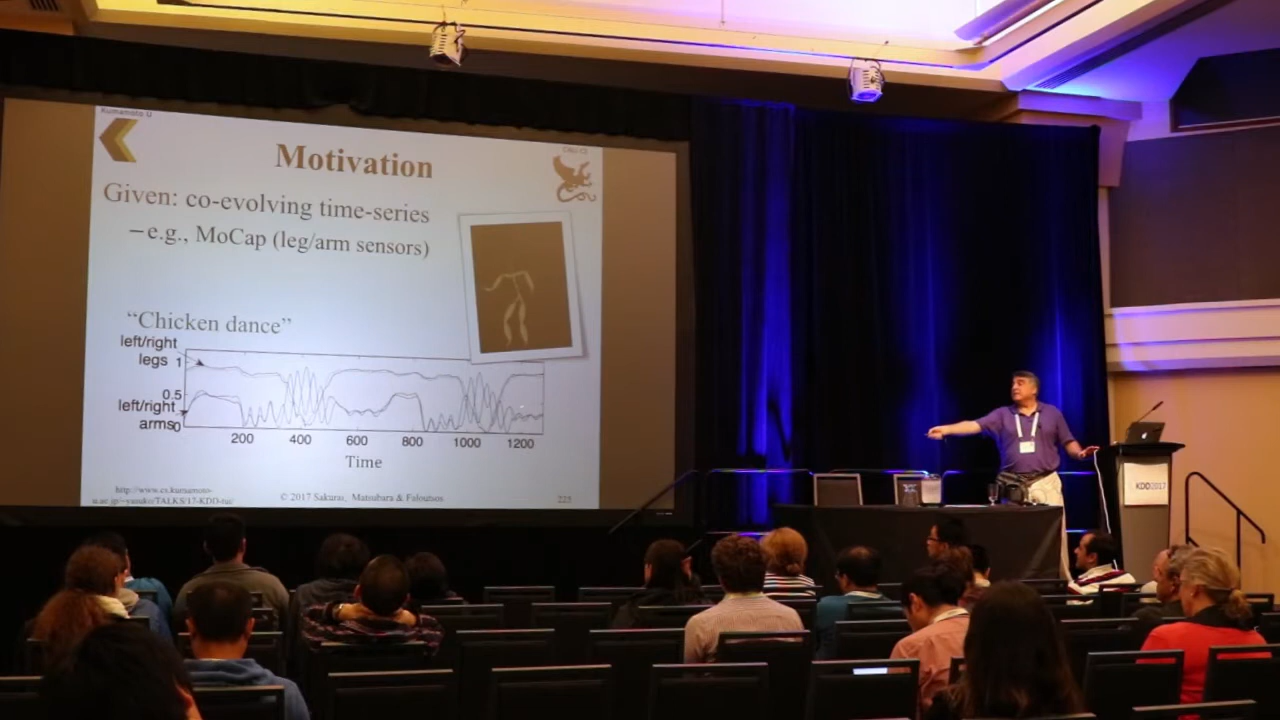 Kumamoto U
CMU CS
Motivation
Given: co-evolving time-series
–e.g., MoCap (leg/arm sensors)
“Chicken dance”
left/right
legs 1
0.5
left/right
arms 0
200 400 600 800 1000 1200
Time
http://www.cs.kumamoto-
u.ac.jp/~yasuko/TALKS/17-KDD-tut/
© 2017 Sakurai, Matsubara & Faloutsos
225
KDD2017